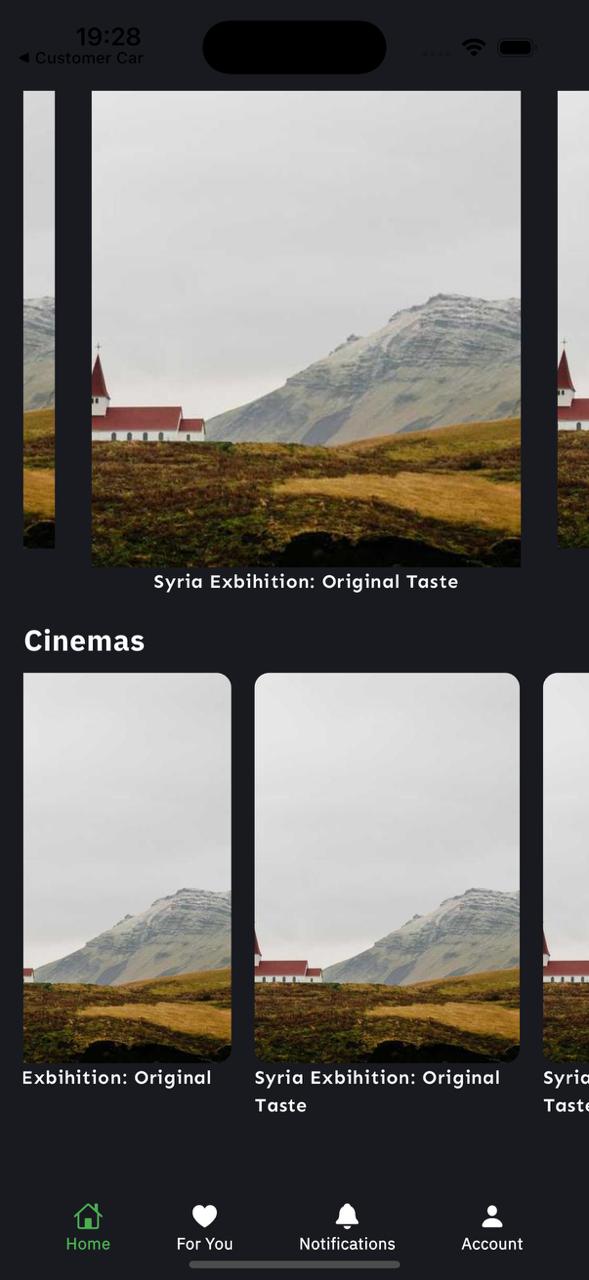 19:28
◀ Customer Car
Syria Exbihition: Original Taste
Cinemas
Exbihition: Original
Syria Exbihition: Original
Taste
Syria
Taste
Home
For You
Notifications
Account